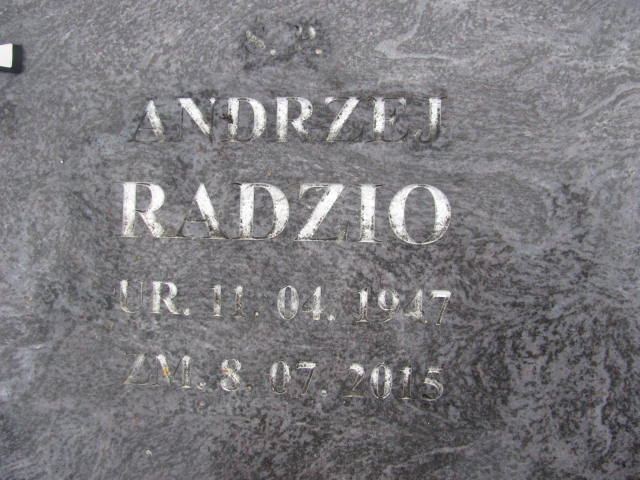 Ś. P.
ANDRZEJ
RADZIO
UR. 11. 04. 1947
ZM. 8. 07. 2015